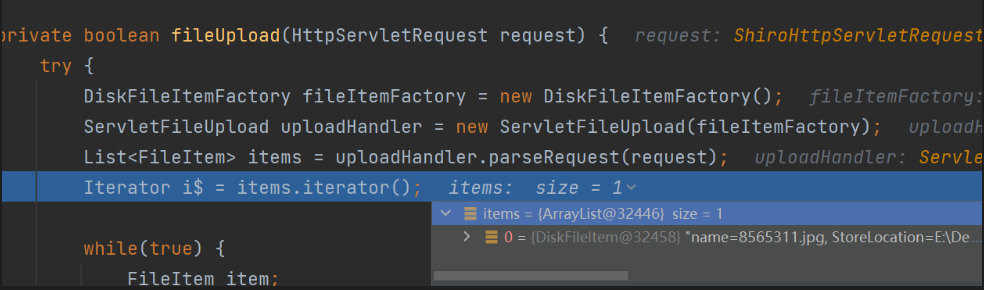 private boolean fileUpload(HttpServletRequest request) { request: ShiroHttpServletRequest
try {
DiskFileItemFactory fileItemFactory = new DiskFileItemFactory(); fileItemFactory:
ServletFileUpload uploadHandler = new ServletFileUpload(fileItemFactory); uploadH
List<FileItem> items = uploadHandler.parseRequest(request); uploadHandler: Servle
Iterator i$ = items.iterator(); items: size = 1
items = {ArrayList@32446} size = 1
0 = {DiskFileItem@32458} "name=8565311.jpg, StoreLocation=E:\De...
while(true) {
FileItem item;